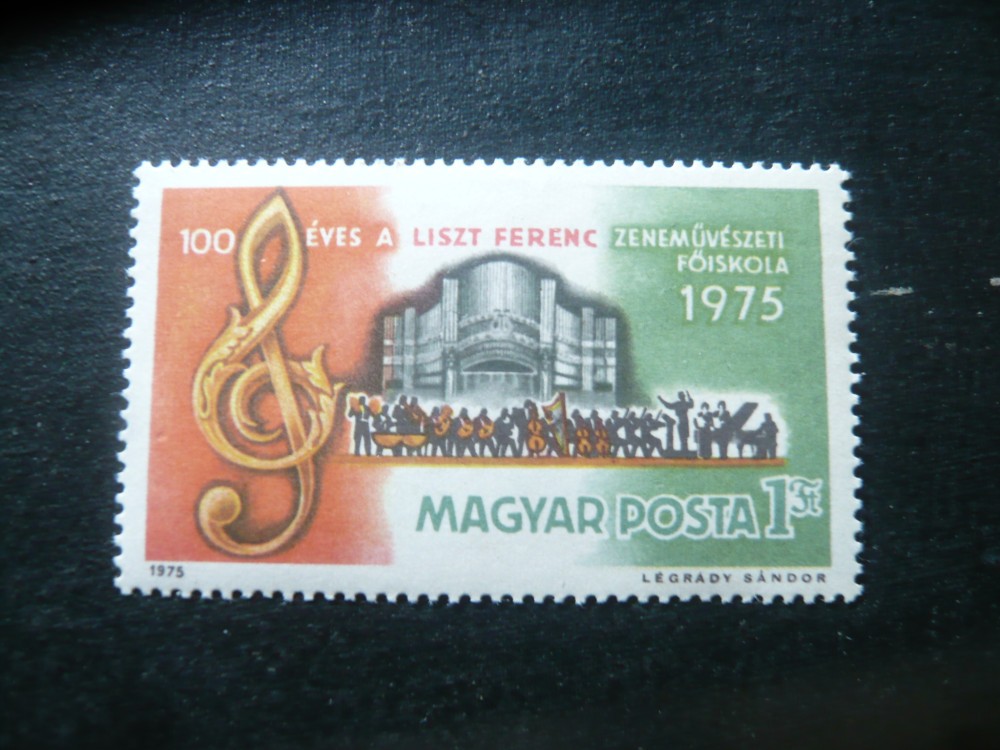 100 ÉVES A LISZT FERENC ZENEMŰVÉSZETI
FŐISKOLA
1975
MAGYAR POSTA 1 Ft
1975 LÉGRÁDY SÁNDOR